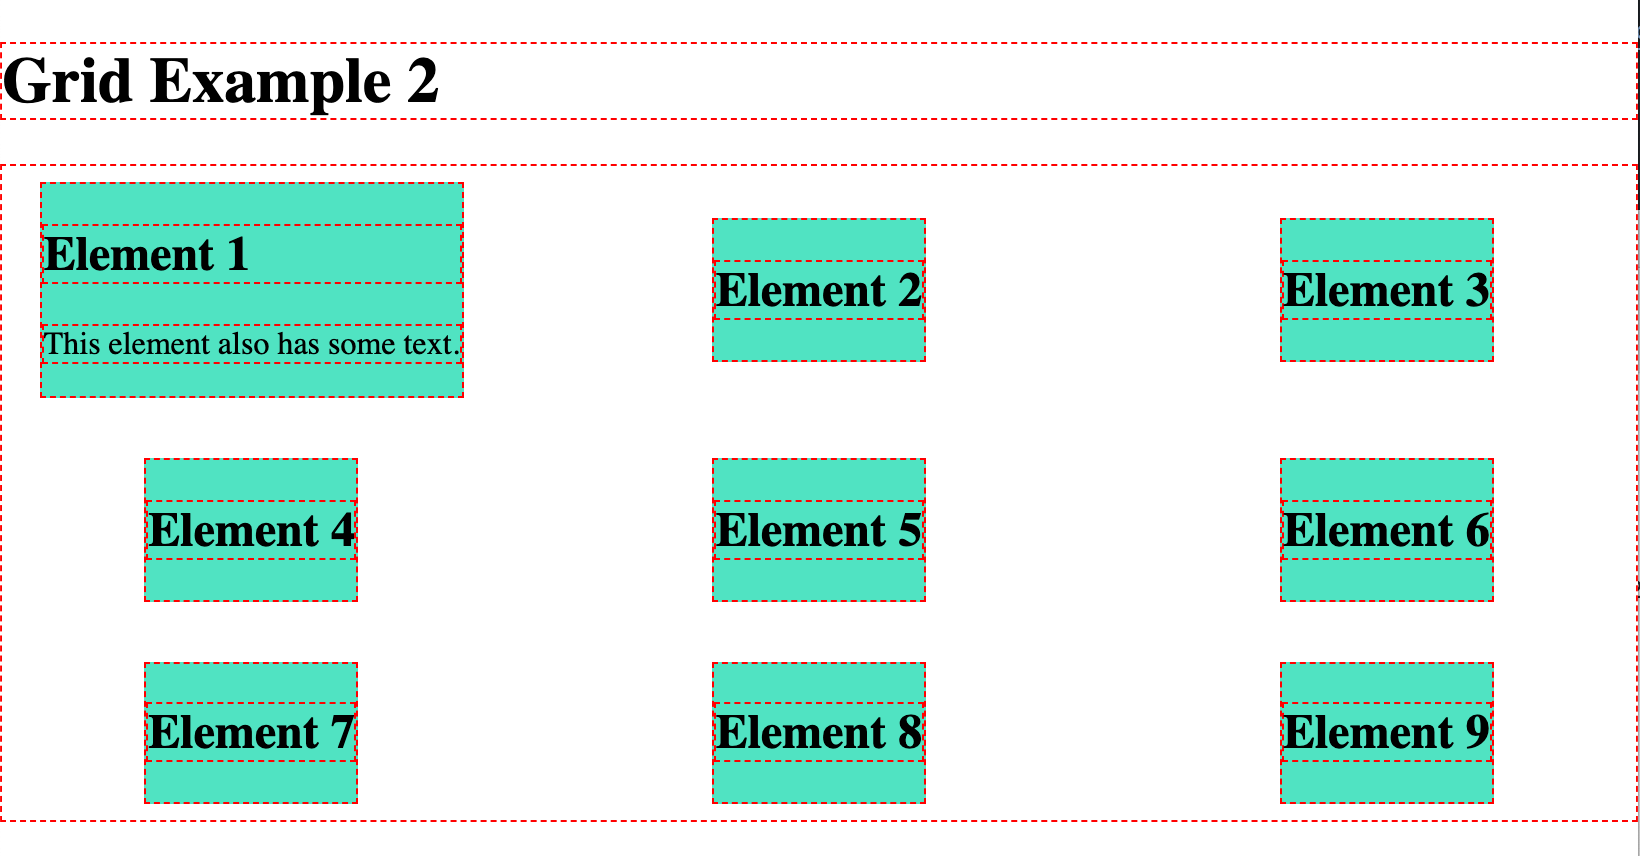 Grid Example 2
Element 1
This element also has some text.
Element 2
Element 3
Element 4
Element 5
Element 6
Element 7
Element 8
Element 9